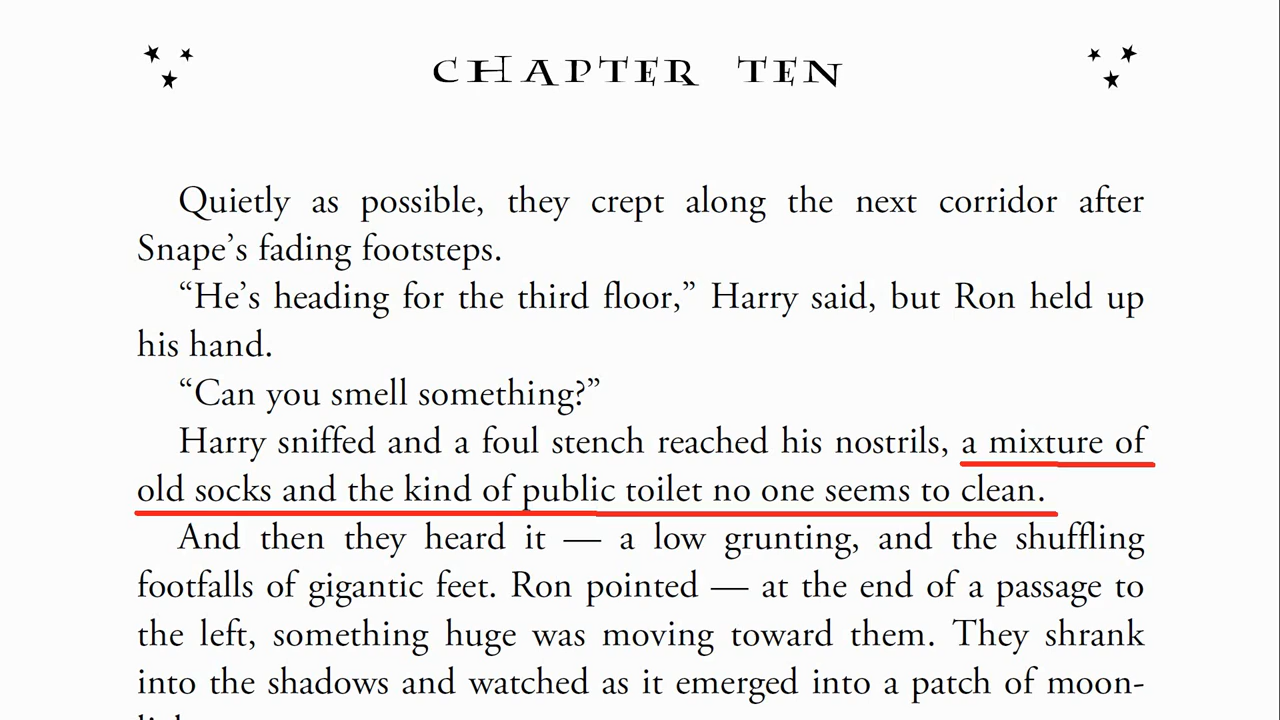 CHAPTER TEN
Quietly as possible, they crept along the next corridor after
Snape’s fading footsteps.
“He’s heading for the third floor,” Harry said, but Ron held up
his hand.
“Can you smell something?”
Harry sniffed and a foul stench reached his nostrils, a mixture of
old socks and the kind of public toilet no one seems to clean.
And then they heard it — a low grunting, and the shuffling
footfalls of gigantic feet. Ron pointed — at the end of a passage to
the left, something huge was moving toward them. They shrank
into the shadows and watched as it emerged into a patch of moon-